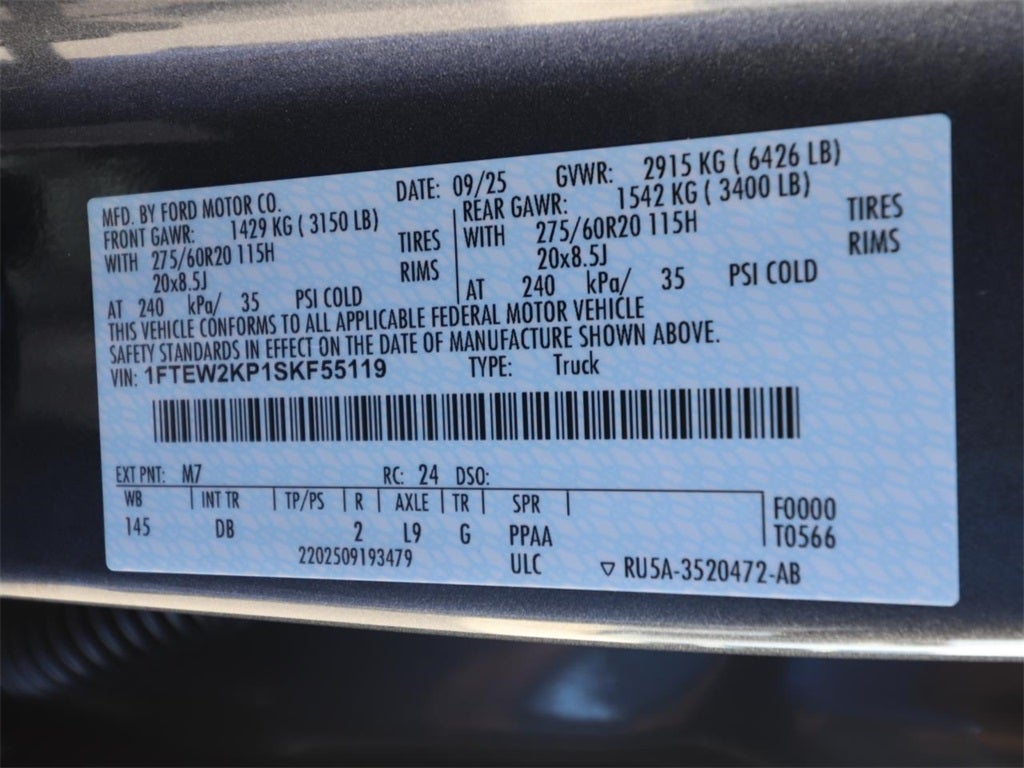 MFD. BY FORD MOTOR CO. DATE: 09/25 GVWR: 2915 KG ( 6426 LB)
FRONT GAWR: 1429 KG ( 3150 LB) REAR GAWR: 1542 KG ( 3400 LB)
WITH 275/60R20 115H TIRES WITH 275/60R20 115H TIRES
20x8.5J RIMS 20x8.5J RIMS
AT 240 kPa/ 35 PSI COLD AT 240 kPa/ 35 PSI COLD
THIS VEHICLE CONFORMS TO ALL APPLICABLE FEDERAL MOTOR VEHICLE
SAFETY STANDARDS IN EFFECT ON THE DATE OF MANUFACTURE SHOWN ABOVE.
VIN: 1FTEW2KP1SKF55119 TYPE: Truck
EXT PNT: M7 RC: 24 DSO:
WB INT TR TP/PS R AXLE TR SPR F0000
145 DB 2 L9 G PPAA T0566
2202509193479 ULC RU5A-3520472-AB